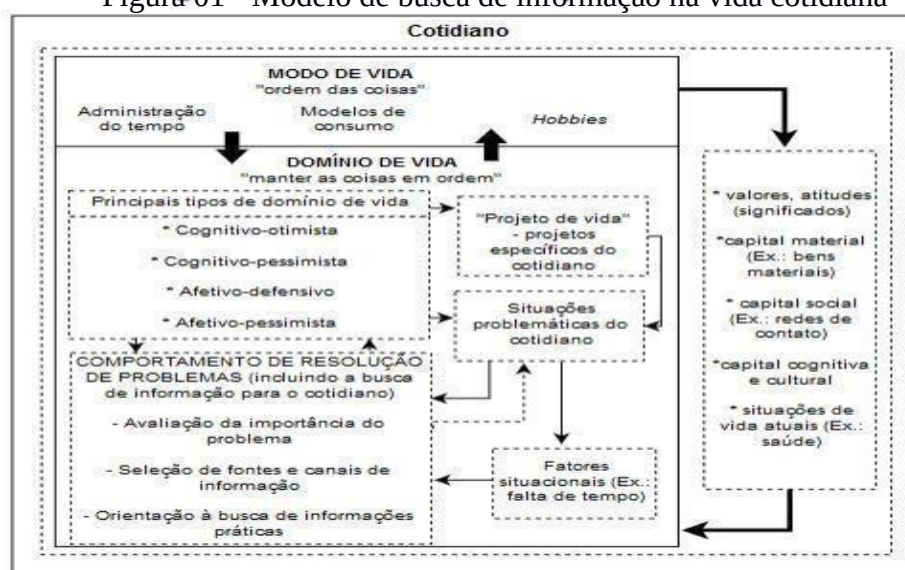 Figura 01 - Modelo de busca de informação na vida cotidiana
Cotidiano
MODO DE VIDA
"ordem das coisas"
Administração
do tempo
Modelos de
consumo
Hobbies
DOMÍNIO DE VIDA
"manter as coisas em ordem"
Principais tipos de domínio de vida
* Cognitivo-otimista
* Cognitivo-pessimista
* Afetivo-defensivo
* Afetivo-pessimista
"Projeto de vida"
- projetos
específicos do
cotidiano
Situações
problemáticas do
cotidiano
COMPORTAMENTO DE RESOLUÇÃO
DE PROBLEMAS (incluindo a busca
de informação para o cotidiano)
- Avaliação da importância do
problema
- Seleção de fontes e canais de
informação
- Orientação à busca de informações
práticas
Fatores
situacionais (Ex.:
falta de tempo)
* valores, atitudes
(significados)
*capital material
(Ex.: bens
materiais)
* capital social
(Ex.: redes de
contato)
*capital cognitiva
e cultural
* situações de
vida atuais (Ex.:
saúde)